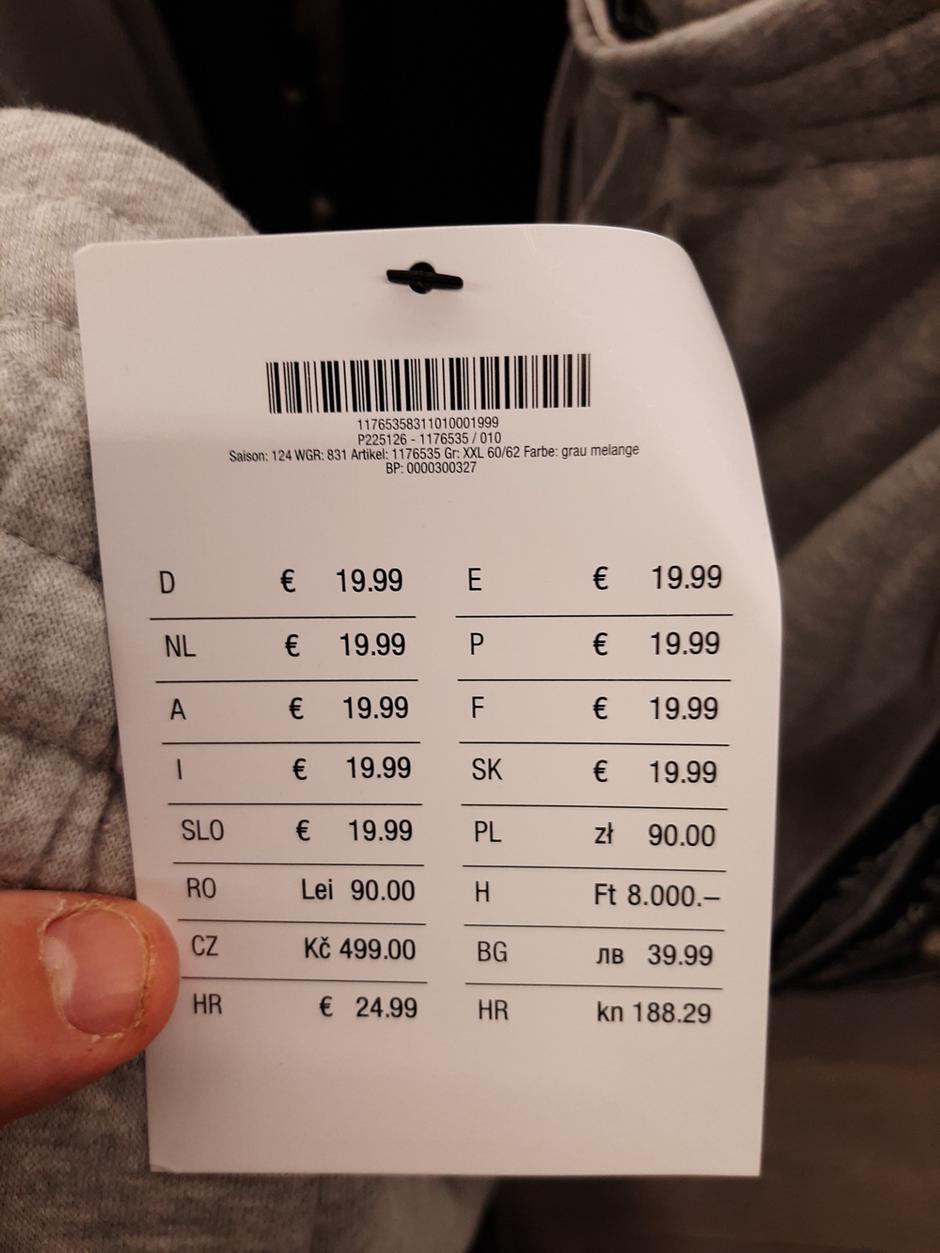 11765358311010001999
P225126 - 1176535 / 010
Saison: 124 WGR: 831 Artikel: 1176535 Gr: XXL 60/62 Farbe: grau melange
BP: 0000300327
D € 19.99 E € 19.99
NL € 19.99 P € 19.99
A € 19.99 F € 19.99
I € 19.99 SK € 19.99
SLO € 19.99 PL zł 90.00
RO Lei 90.00 H Ft 8.000.–
CZ Kč 499.00 BG лв 39.99
HR € 24.99 HR kn 188.29